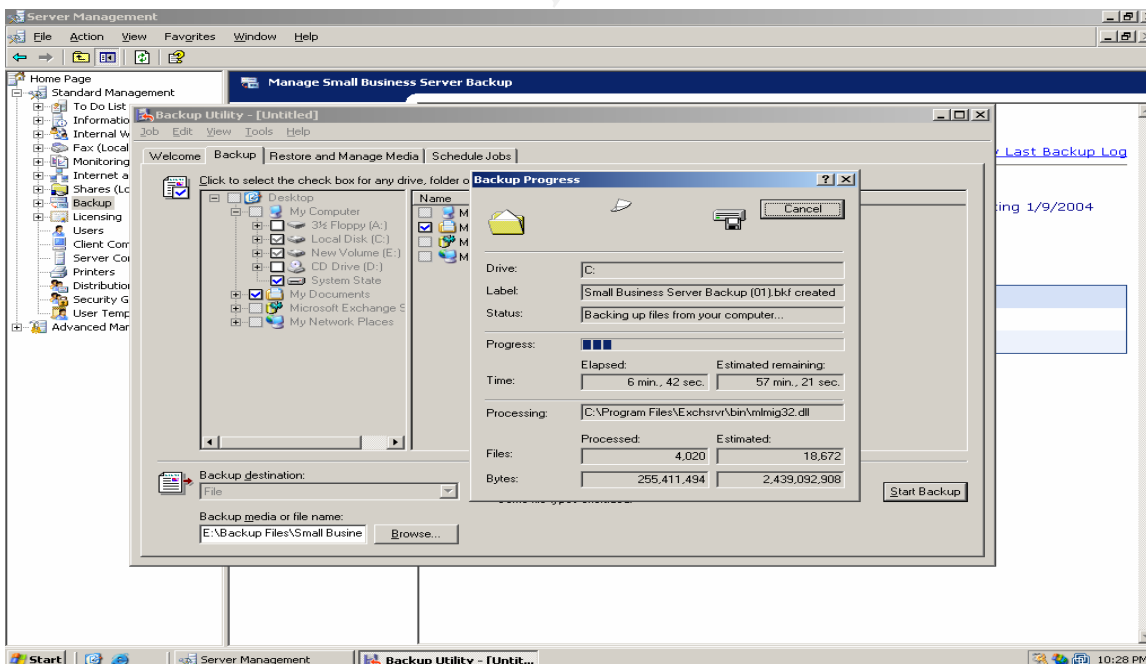 Server Management
File Action View Favorites Window Help
Home Page
Standard Management
To Do List
Informatio
Internal W
Fax (Local
Monitoring
Internet a
Shares (Lo
Backup
Licensing
Users
Client Com
Server Co
Printers
Distributio
Security G
User Temp
Advanced Man
Manage Small Business Server Backup
Last Backup Log
ing 1/9/2004
Backup Utility - [Untitled]
Job Edit View Tools Help
Welcome Backup Restore and Manage Media Schedule Jobs
Click to select the check box for any drive, folder o
Desktop
My Computer
3½ Floppy (A:)
Local Disk (C:)
New Volume (E:)
CD Drive (D:)
System State
My Documents
Microsoft Exchange S
My Network Places
Name
M
M
M
M
Backup destination:
File
Backup media or file name:
E:\Backup Files\Small Busine Browse...
Start Backup
Backup Progress
Cancel
Drive: C:
Label: Small Business Server Backup (01).bkf created
Status: Backing up files from your computer...
Progress:
Elapsed: Estimated remaining:
Time: 6 min., 42 sec. 57 min., 21 sec.
Processing: C:\Program Files\Exchsrvr\bin\mlmig32.dll
Processed: Estimated:
Files: 4,020 18,672
Bytes: 255,411,494 2,439,092,908
Start Server Management Backup Utility - [Untit... 10:28 PM